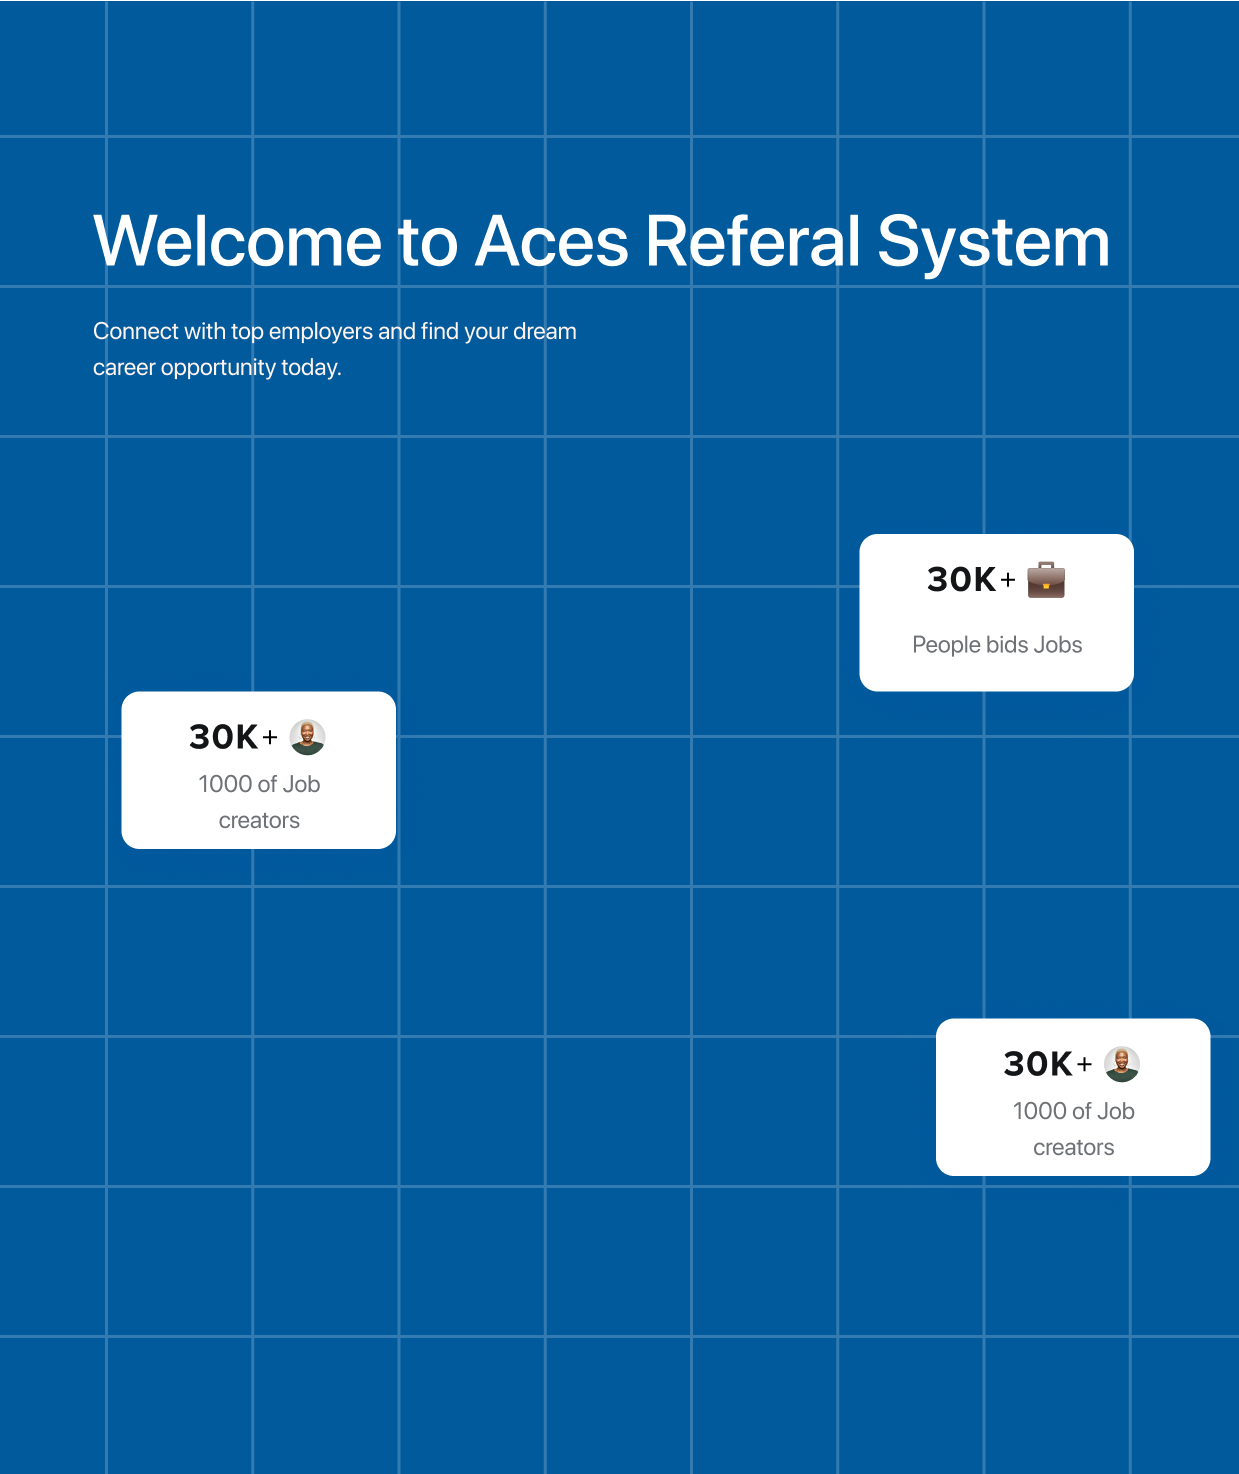 Welcome to Aces Referal System
Connect with top employers and find your dream
career opportunity today.
30K+
People bids Jobs
30K+
1000 of Job
creators
30K+
1000 of Job
creators